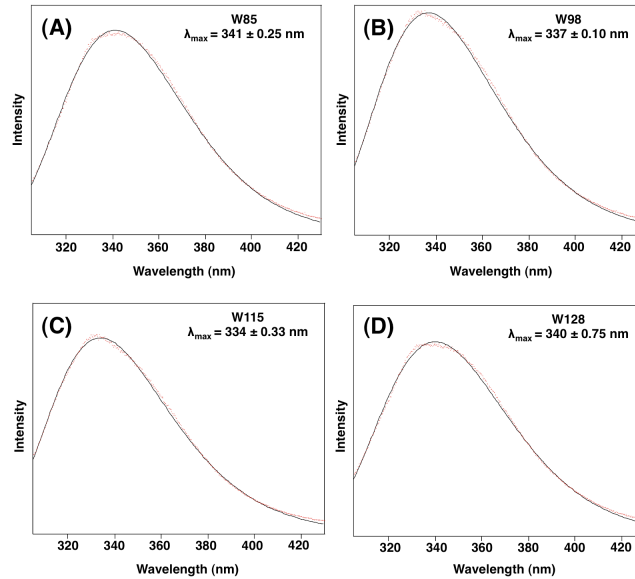 (A)
W85
λmax = 341 ± 0.25 nm
Intensity
320 340 360 380 400 420
Wavelength (nm)
(B)
W98
λmax = 337 ± 0.10 nm
Intensity
320 340 360 380 400 420
Wavelength (nm)
(C)
W115
λmax = 334 ± 0.33 nm
Intensity
320 340 360 380 400 420
Wavelength (nm)
(D)
W128
λmax = 340 ± 0.75 nm
Intensity
320 340 360 380 400 420
Wavelength (nm)